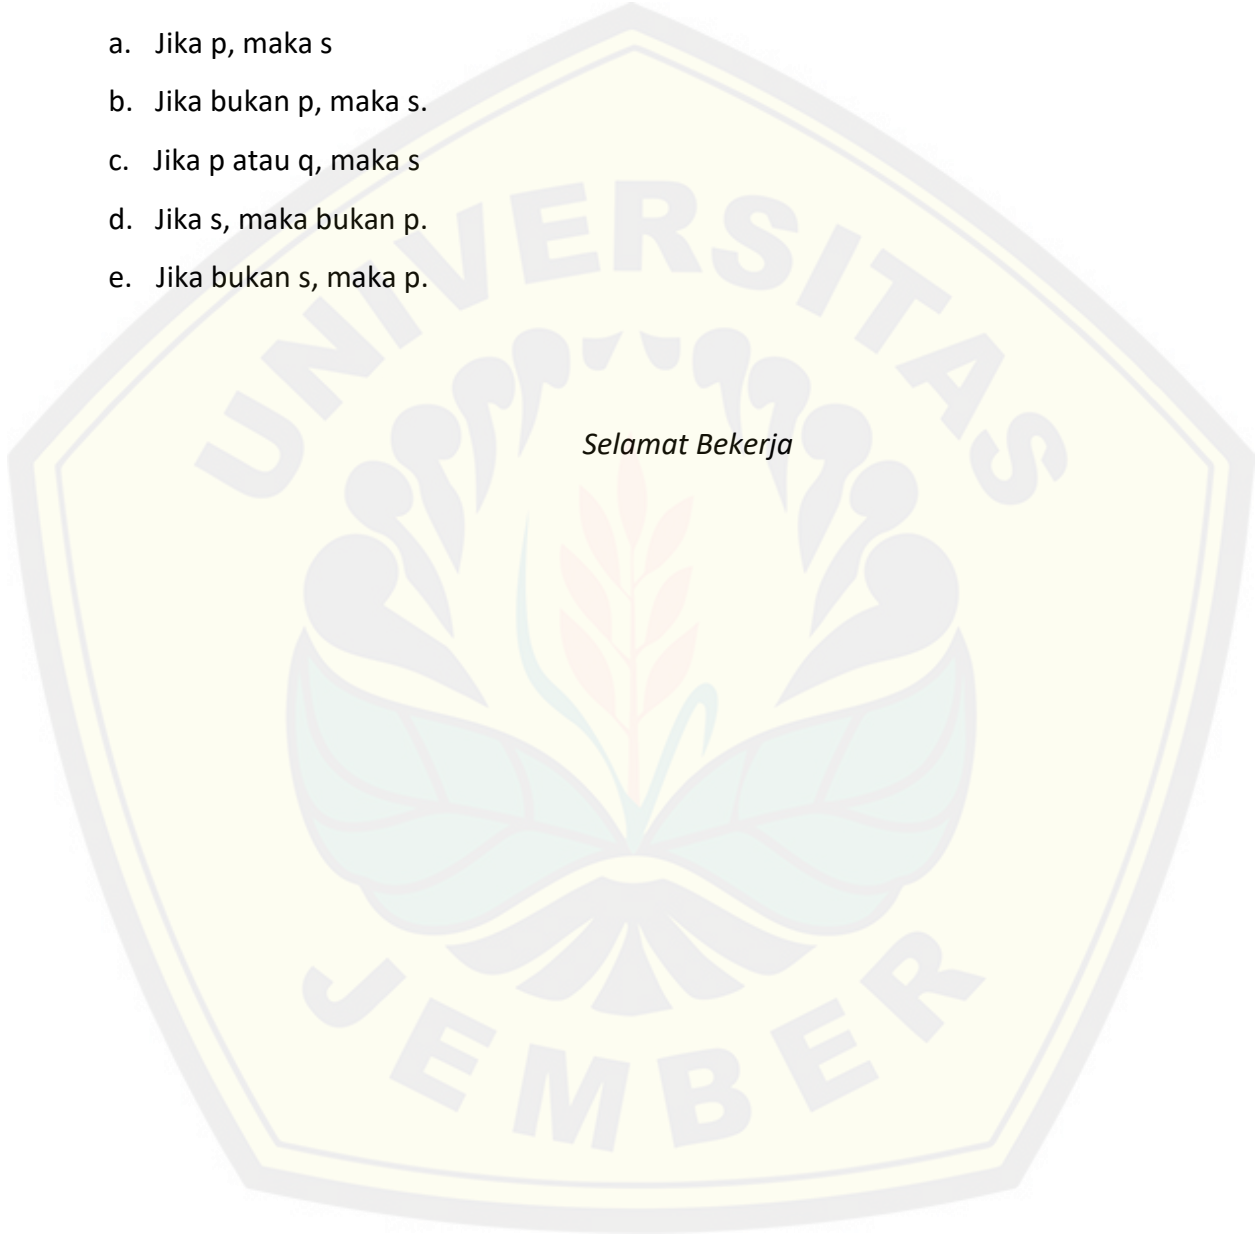 a. Jika p, maka s
b. Jika bukan p, maka s.
c. Jika p atau q, maka s
d. Jika s, maka bukan p.
e. Jika bukan s, maka p.
Selamat Bekerja
UNIVERSITAS
JEMBER